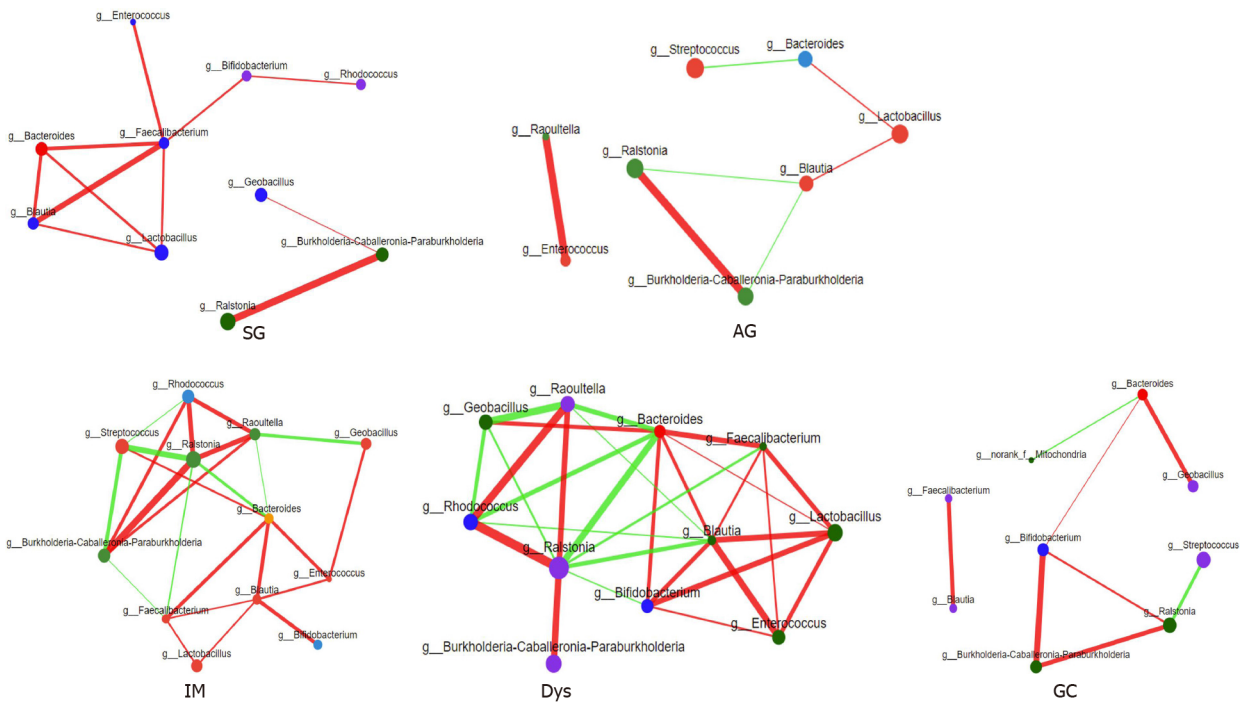 g__Enterococcus
g__Bifidobacterium
g__Rhodococcus
g__Bacteroides
g__Faecalibacterium
g__Geobacillus
g__Blautia
g__Lactobacillus
g__Burkholderia-Caballeronia-Paraburkholderia
g__Ralstonia
SG
g__Streptococcus
g__Bacteroides
g__Lactobacillus
g__Raoultella
g__Ralstonia
g__Blautia
g__Enterococcus
g__Burkholderia-Caballeronia-Paraburkholderia
AG
g__Rhodococcus
g__Streptococcus
g__Raoultella
g__Geobacillus
g__Ralstonia
g__Bacteroides
g__Burkholderia-Caballeronia-Paraburkholderia
g__Enterococcus
g__Blautia
g__Faecalibacterium
g__Bifidobacterium
g__Lactobacillus
IM
g__Raoultella
g__Geobacillus
g__Bacteroides
g__Faecalibacterium
g__Rhodococcus
g__Lactobacillus
g__Blautia
g__Ralstonia
g__Bifidobacterium
g__Enterococcus
g__Burkholderia-Caballeronia-Paraburkholderia
Dys
g__Bacteroides
g__norank_f__Mitochondria
g__Geobacillus
g__Faecalibacterium
g__Bifidobacterium
g__Streptococcus
g__Blautia
g__Ralstonia
g__Burkholderia-Caballeronia-Paraburkholderia
GC